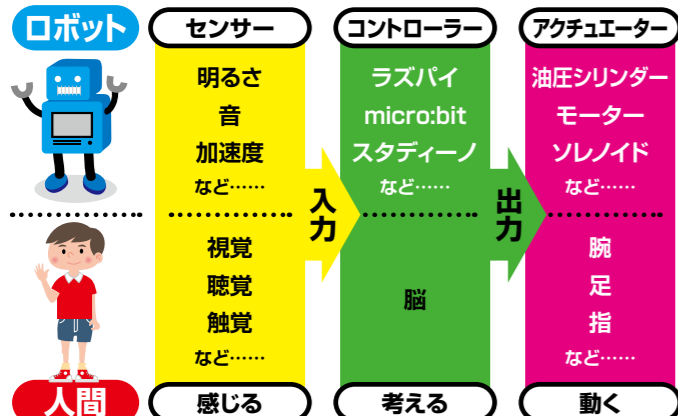 ロボット
センサー
コントローラー
アクチュエーター
明るさ
音
加速度
など……
ラズパイ
micro:bit
スタディーノ
など……
油圧シリンダー
モーター
ソレノイド
など……
入力
出力
視覚
聴覚
触覚
など……
脳
腕
足
指
など……
人間
感じる
考える
動く